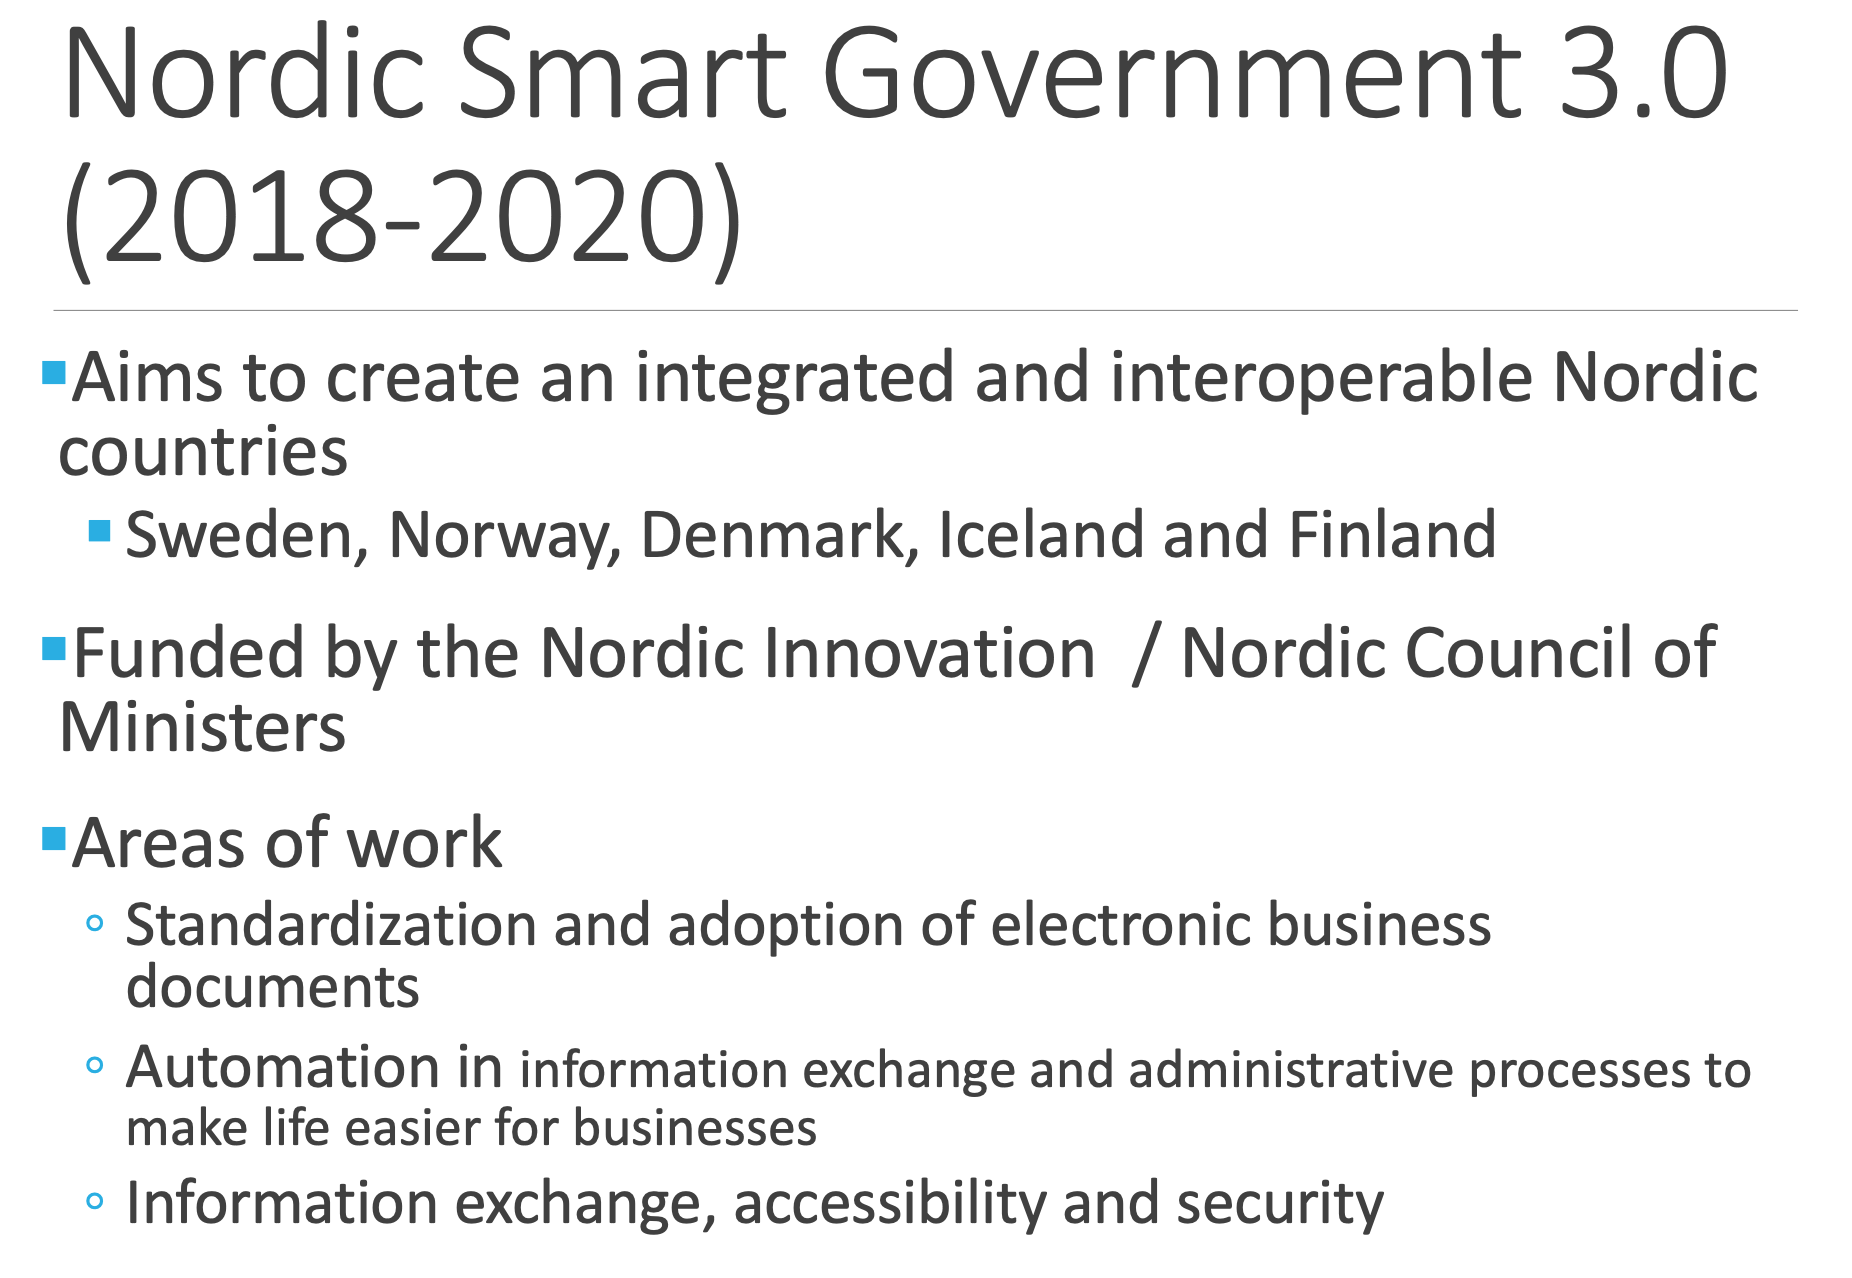 Nordic Smart Government 3.0
(2018-2020)
▪Aims to create an integrated and interoperable Nordic
countries
▪ Sweden, Norway, Denmark, Iceland and Finland
▪Funded by the Nordic Innovation  / Nordic Council of
Ministers
▪Areas of work
◦ Standardization and adoption of electronic business
documents
◦ Automation in information exchange and administrative processes to
make life easier for businesses
◦ Information exchange, accessibility and security